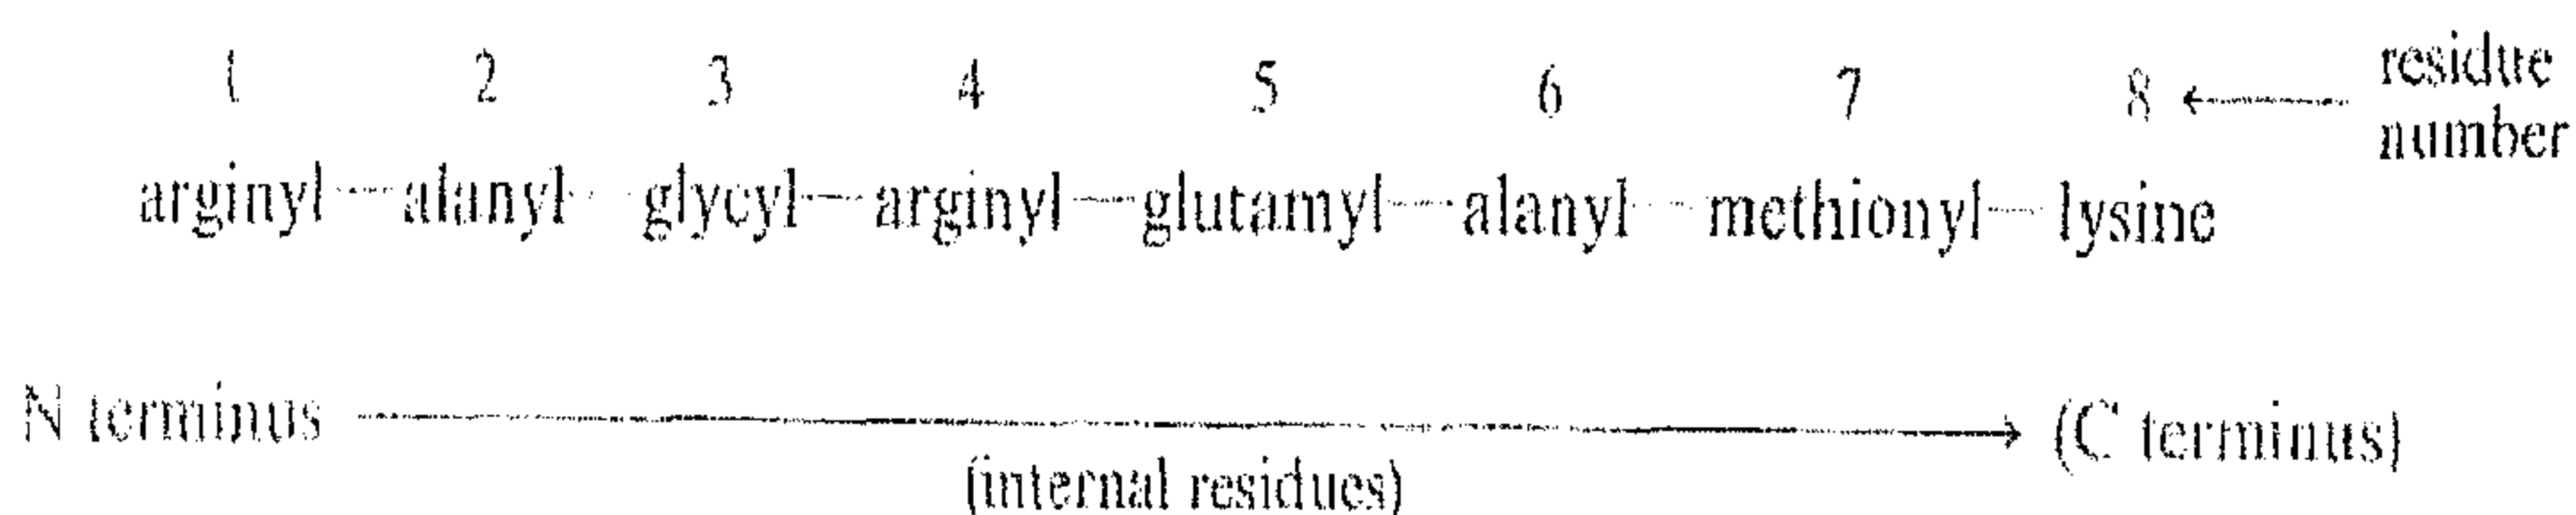 1 2 3 4 5 6 7 8 ← residue number
arginyl — alanyl — glycyl — arginyl — glutamyl — alanyl — methionyl — lysine
N terminus → (C terminus)
(internal residues)